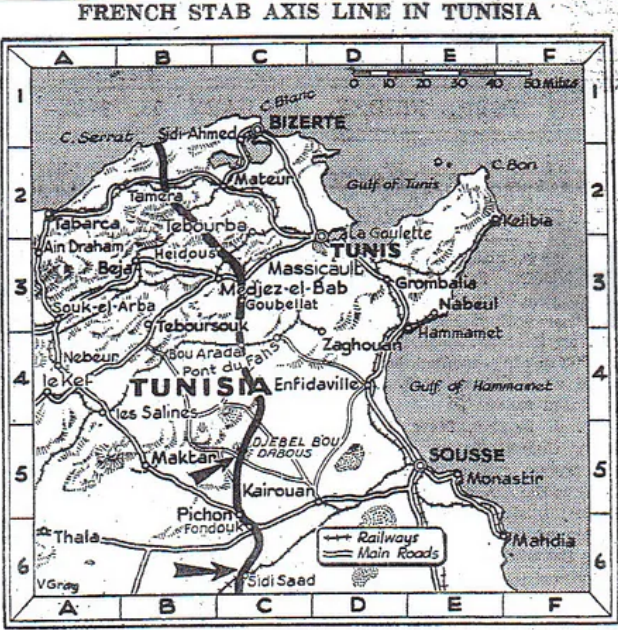 FRENCH STAB AXIS LINE IN TUNISIA
A B C D E F
1 1
0 10 20 30 40 50 Miles
C. Blanc
BIZERTE
C. Serrat
Sidi Ahmed
C. Bon
Mateur
Gulf of Tunis
2 2
Tamera
Kelibia
Tabarca
Tebourba
La Goulette
TUNIS
Ain Draham
Heidous
Beja
Massicault
3 3
Medjez-el-Bab
Grombalia
Goubellat
Nabeul
Souk-el-Arba
Teboursouk
Hammamet
Zaghouan
Bou Arada
Pont du Fahs
Nebeur
4 4
TUNISIA
Enfidaville
Gulf of Hammamet
le Kef
les Salines
DJEBEL BOU
DABOUS
SOUSSE
Maktar
5 5
Monastir
Kairouan
Pichon
Fondouk
Thala
Railways
Main Roads
Mahdia
6 6
Sidi Saad
V Gray
A B C D E F